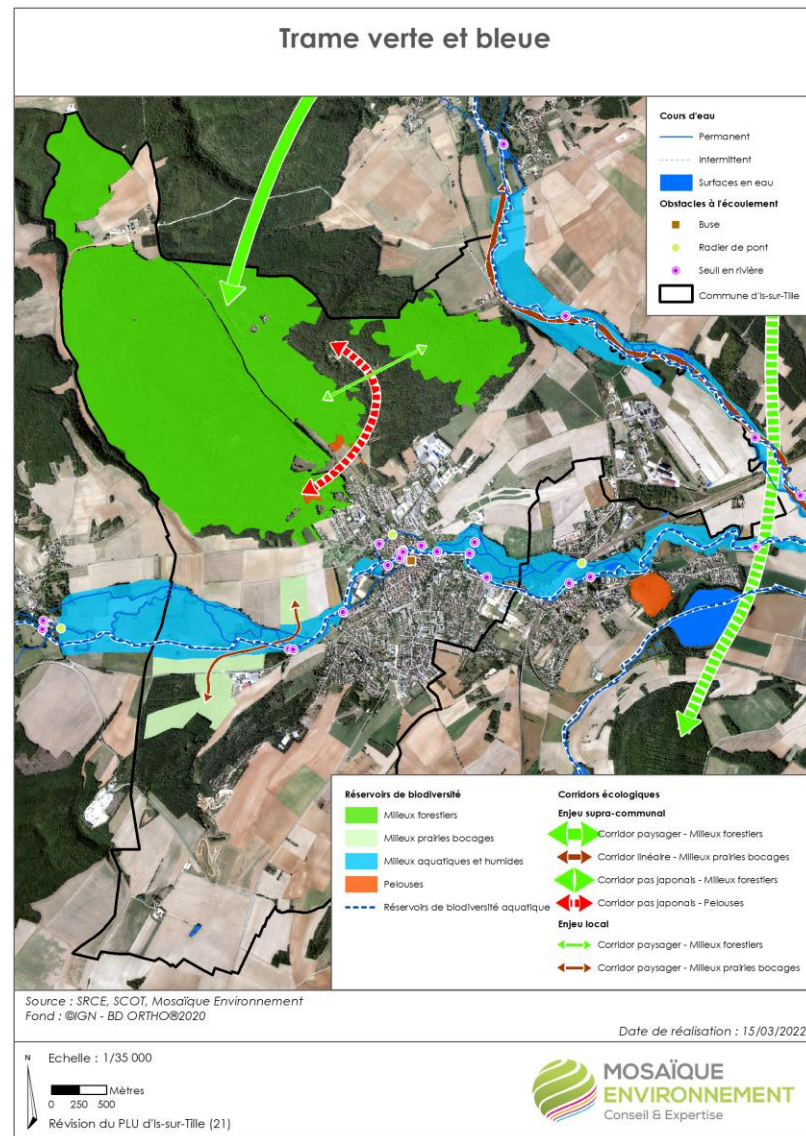 Trame verte et bleue
Cours d'eau
Permanent
Intermittent
Surfaces en eau
Obstacles à l'écoulement
Buse
Radier de pont
Seuil en rivière
Commune d'Is-sur-Tille
Réservoirs de biodiversité
Milieux forestiers
Milieux prairies bocages
Milieux aquatiques et humides
Pelouses
Réservoirs de biodiversité aquatique
Corridors écologiques
Enjeu supra-communal
Corridor paysager - Milieux forestiers
Corridor linéaire - Milieux prairies bocages
Corridor pas japonais - Milieux forestiers
Corridor pas japonais - Pelouses
Enjeu local
Corridor paysager - Milieux forestiers
Corridor paysager - Milieux prairies bocages
Source : SRCE, SCOT, Mosaïque Environnement
Fond : ©IGN - BD ORTHO®2020
Date de réalisation : 15/03/2022
N
Echelle : 1/35 000
Mètres
0 250 500
Révision du PLU d'Is-sur-Tille (21)
MOSAÏQUE
ENVIRONNEMENT
Conseil & Expertise